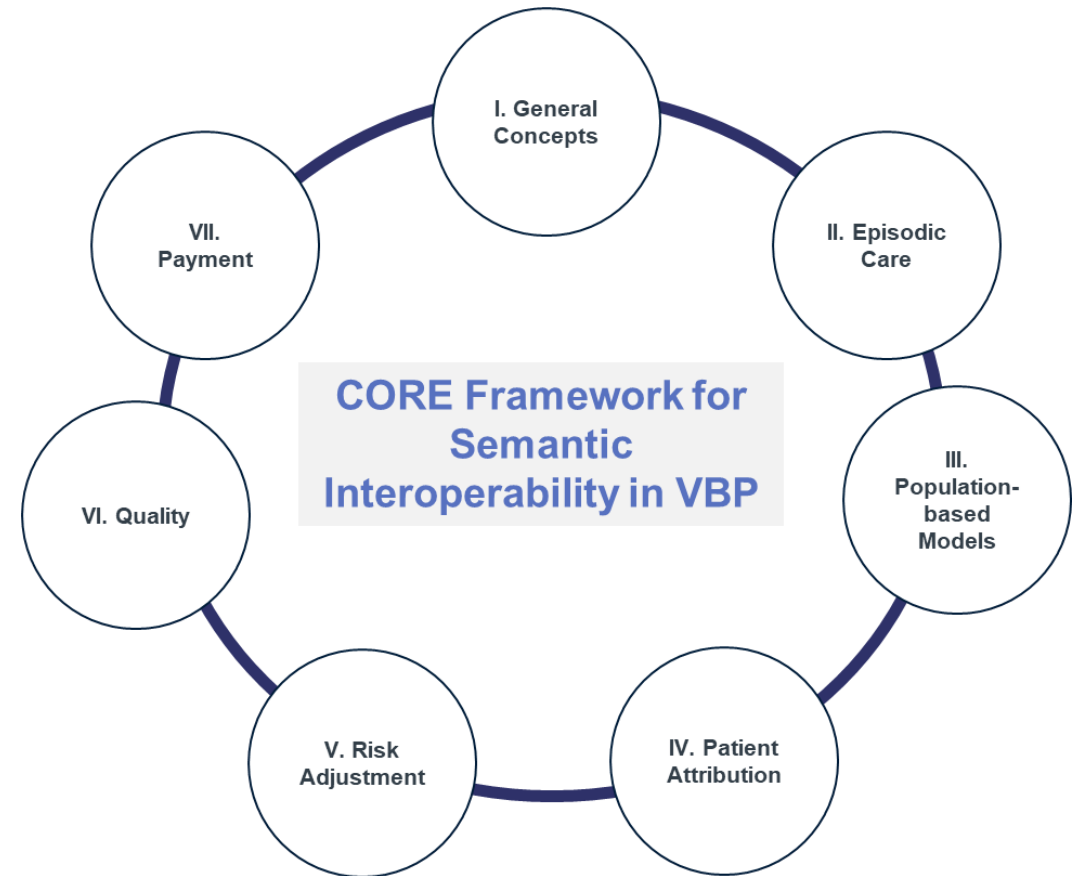 I. General
Concepts
II. Episodic
Care
III.
Population-
based
Models
IV. Patient
Attribution
V. Risk
Adjustment
VI. Quality
VII.
Payment
CORE Framework for
Semantic
Interoperability in VBP